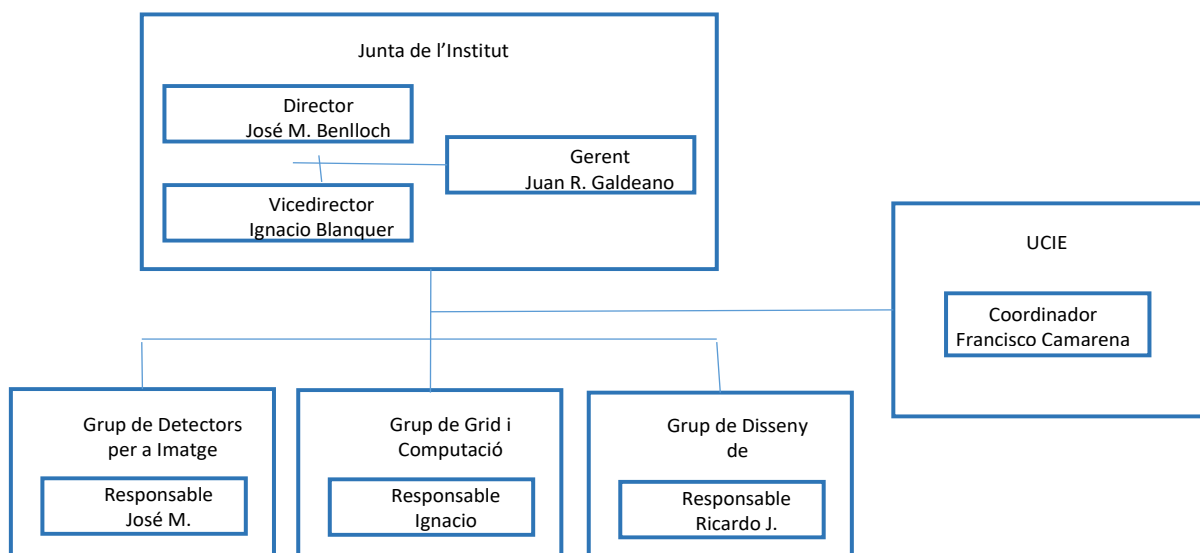 Junta de l’Institut
Director
José M. Benlloch
Gerent
Juan R. Galdeano
Vicedirector
Ignacio Blanquer
UCIE
Coordinador
Francisco Camarena
Grup de Detectors
per a Imatge
Responsable
José M.
Grup de Grid i
Computació
Responsable
Ignacio
Grup de Disseny
de
Responsable
Ricardo J.